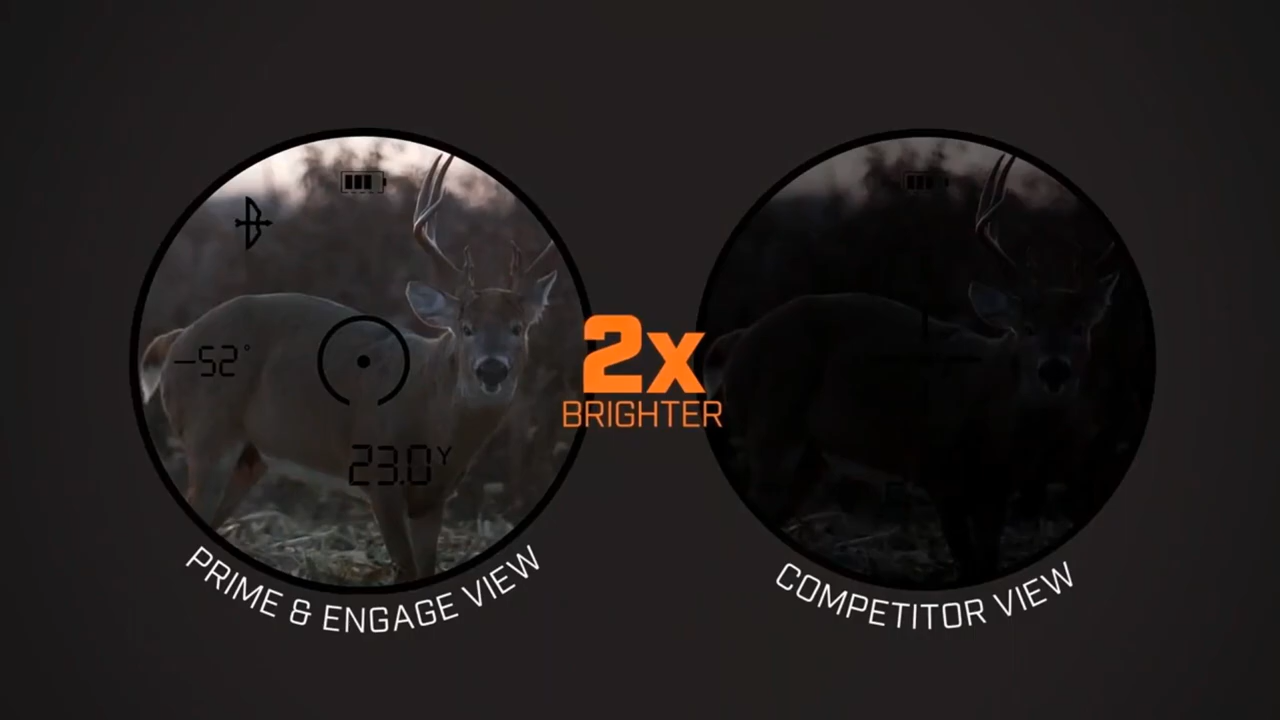 -52°
23.0Y
2x
BRIGHTER
PRIME & ENGAGE VIEW
COMPETITOR VIEW